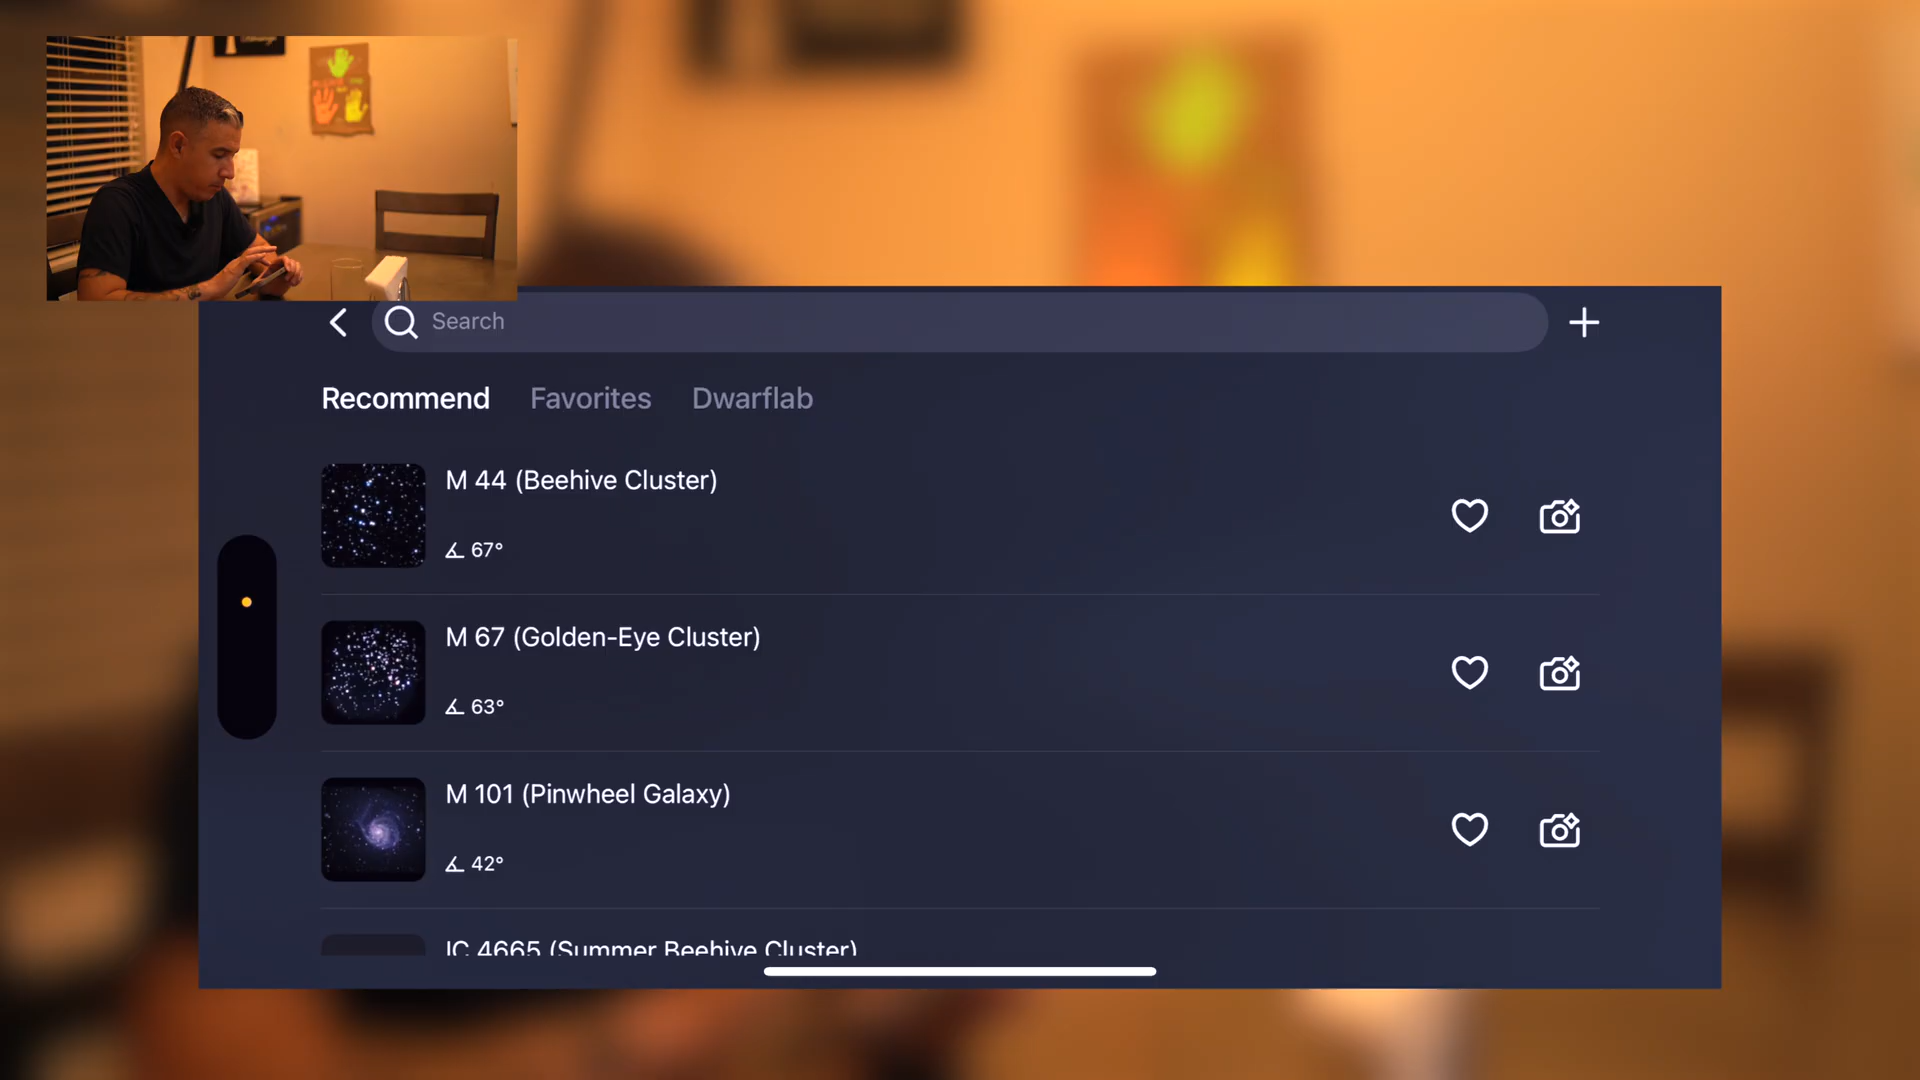 Search
Recommend Favorites Dwarflab
M 44 (Beehive Cluster)
67°
M 67 (Golden-Eye Cluster)
63°
M 101 (Pinwheel Galaxy)
42°
IC 4665 (Summer Beehive Cluster)